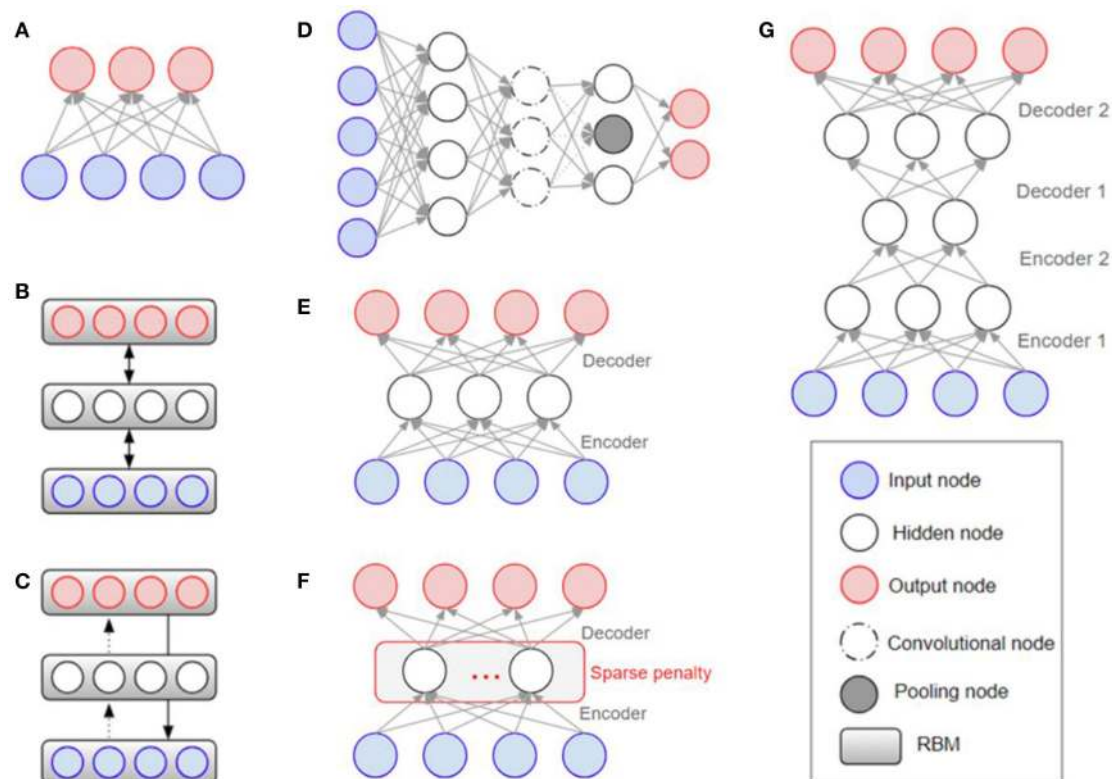 A
D
G
Decoder 2
Decoder 1
Encoder 2
Encoder 1
B
E
Decoder
Encoder
C
F
Decoder
Sparse penalty
Encoder
Input node
Hidden node
Output node
Convolutional node
Pooling node
RBM